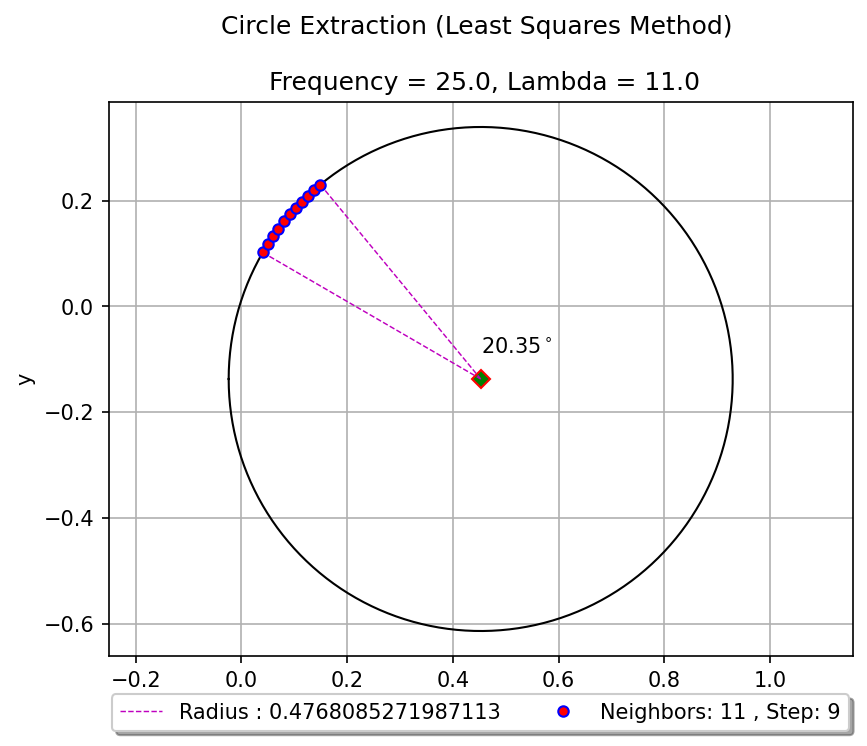 Circle Extraction (Least Squares Method)
Frequency = 25.0, Lambda = 11.0
0.2
0.0
−0.2
−0.4
−0.6
y
20.35°
−0.2 0.0 0.2 0.4 0.6 0.8 1.0
Radius : 0.4768085271987113 Neighbors: 11 , Step: 9